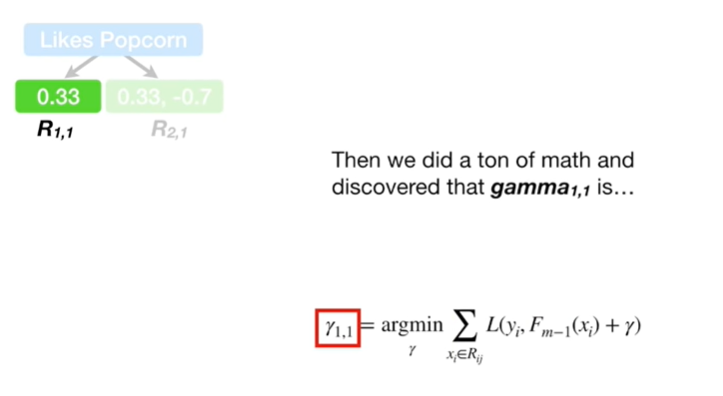 Likes Popcorn
0.33 0.33, -0.7
R₁,₁ R₂,₁
Then we did a ton of math and
discovered that gamma₁,₁ is…
γ₁,₁ = argmin ∑ L(yᵢ, Fₘ₋₁(xᵢ) + γ)
γ xᵢ∈Rᵢⱼ